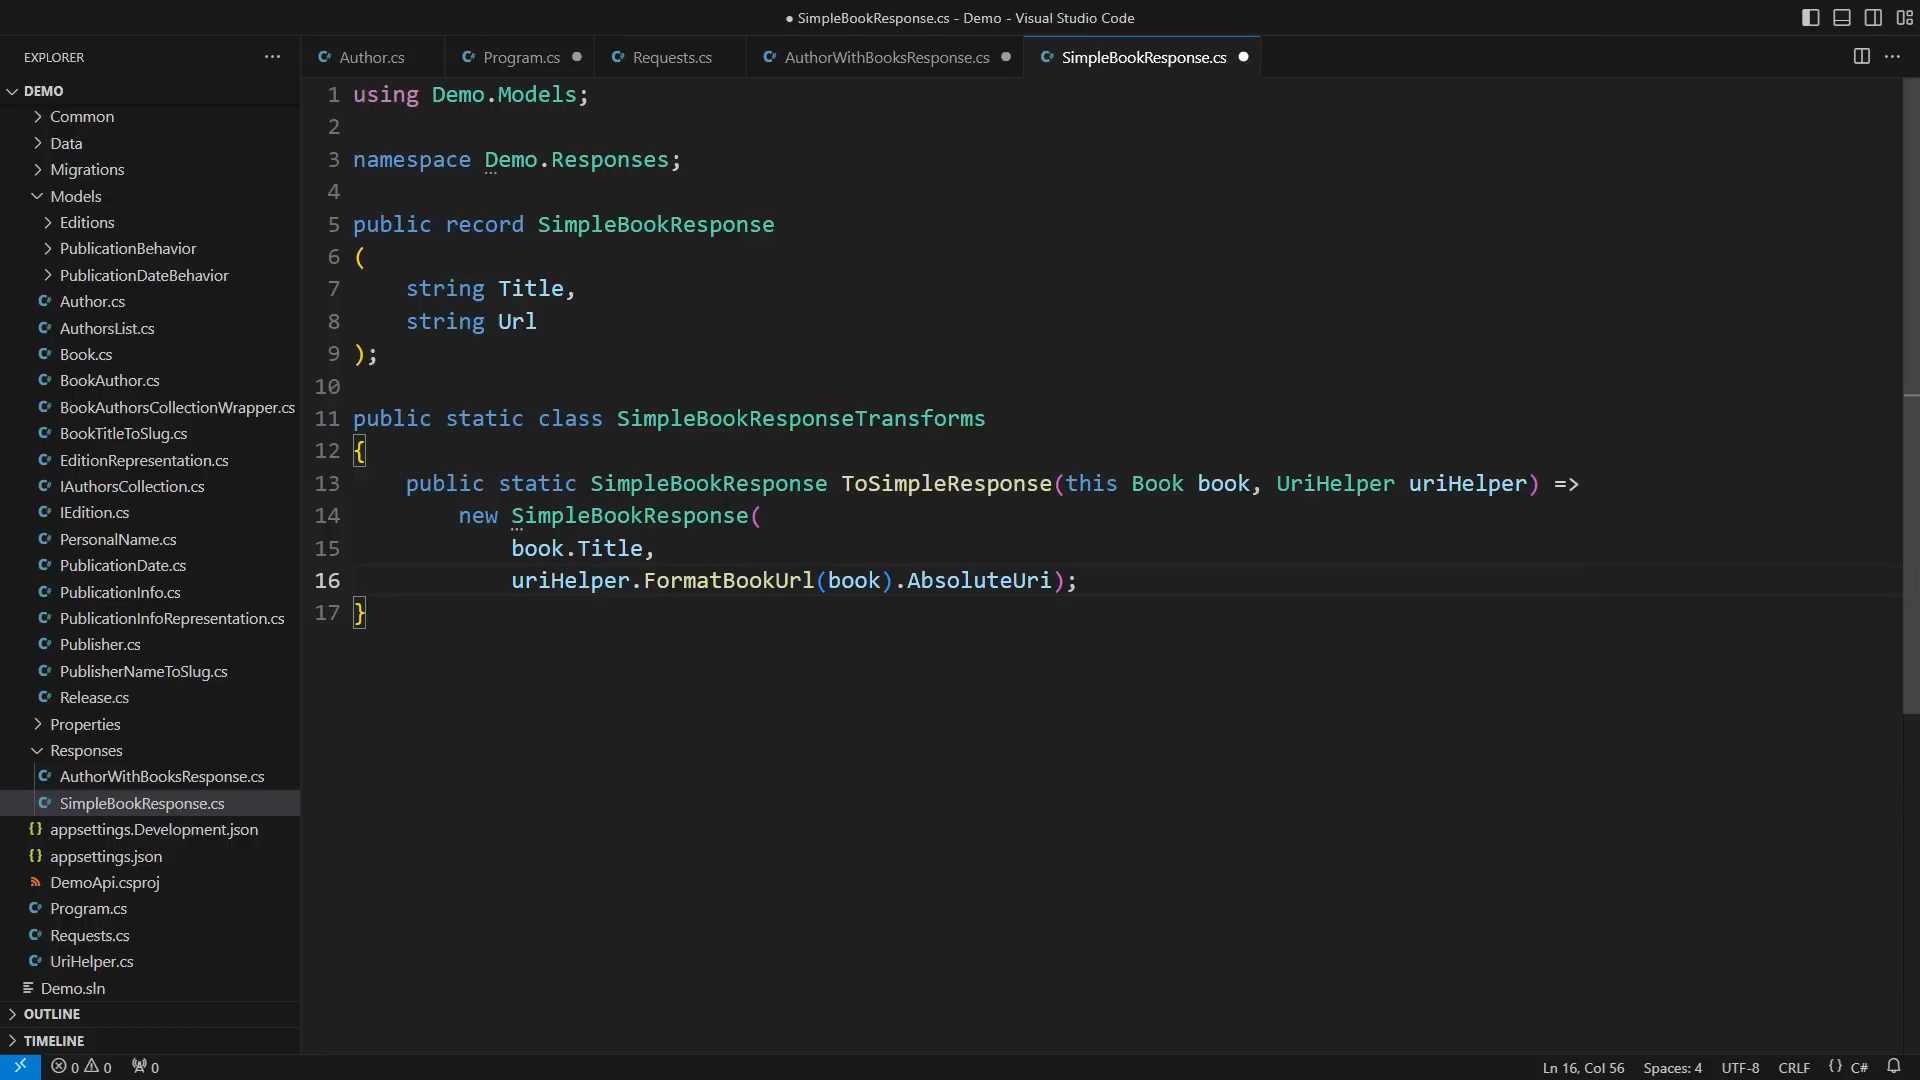 ● SimpleBookResponse.cs - Demo - Visual Studio Code
EXPLORER
Author.cs
Program.cs
Requests.cs
AuthorWithBooksResponse.cs
SimpleBookResponse.cs
DEMO
Common
Data
Migrations
Models
Editions
PublicationBehavior
PublicationDateBehavior
Author.cs
AuthorsList.cs
Book.cs
BookAuthor.cs
BookAuthorsCollectionWrapper.cs
BookTitleToSlug.cs
EditionRepresentation.cs
IAuthorsCollection.cs
IEdition.cs
PersonalName.cs
PublicationDate.cs
PublicationInfo.cs
PublicationInfoRepresentation.cs
Publisher.cs
PublisherNameToSlug.cs
Release.cs
Properties
Responses
AuthorWithBooksResponse.cs
SimpleBookResponse.cs
appsettings.Development.json
appsettings.json
DemoApi.csproj
Program.cs
Requests.cs
UriHelper.cs
Demo.sln
OUTLINE
TIMELINE
1 using Demo.Models;
2
3 namespace Demo.Responses;
4
5 public record SimpleBookResponse
6 (
7 string Title,
8 string Url
9 );
10
11 public static class SimpleBookResponseTransforms
12 {
13 public static SimpleBookResponse ToSimpleResponse(this Book book, UriHelper uriHelper) =>
14 new SimpleBookResponse(
15 book.Title,
16 uriHelper.FormatBookUrl(book).AbsoluteUri);
17 }
0 0 0
Ln 16, Col 56 Spaces: 4 UTF-8 CRLF {} C#